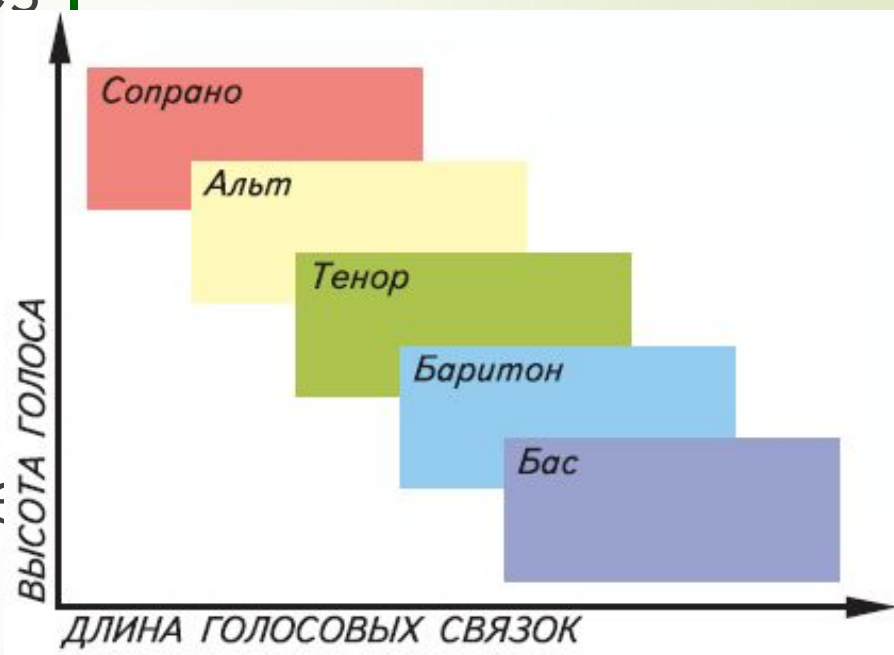 Сопрано
Альт
Тенор
Баритон
Бас
ВЫСОТА ГОЛОСА
ДЛИНА ГОЛОСОВЫХ СВЯЗОК